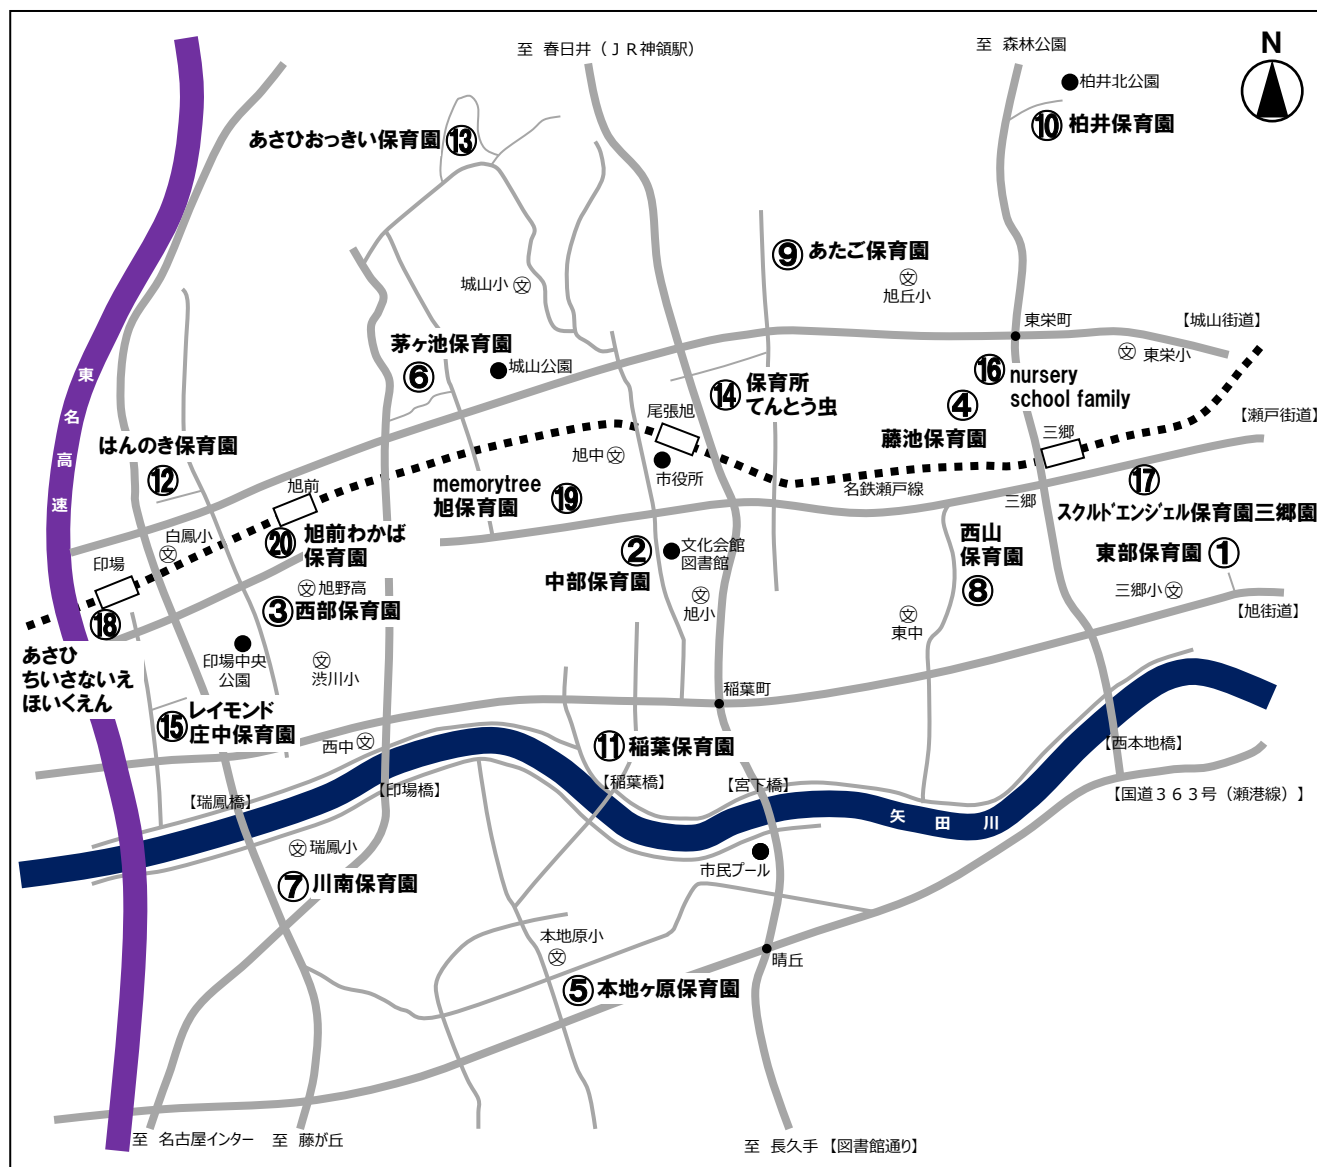 至 春日井（ＪＲ神領駅）
至 森林公園
N
柏井北公園
⑩ 柏井保育園
あさひおっきい保育園 ⑬
⑨ あたご保育園
文
旭丘小
城山小 文
東栄町
【城山街道】
茅ヶ池保育園
⑥
城山公園
文 東栄小
⑯ nursery
school family
⑭ 保育所
てんとう虫
④
藤池保育園
東名高速
尾張旭
三郷
【瀬戸街道】
はんのき保育園
⑫
旭中 文
市役所
旭前
memorytree
旭保育園 ⑲
名鉄瀬戸線
三郷
⑰
スクルドエンジェル保育園三郷園
白鳳小
文
⑳ 旭前わかば
保育園
② 文化会館
図書館
中部保育園
西山
保育園
⑧
東部保育園 ①
印場
文 旭野高
③ 西部保育園
文
旭小
三郷小 文
文
東中
【旭街道】
⑱
あさひ
ちいさないえ
ほいくえん
印場中央
公園
文
渋川小
稲葉町
⑮ レイモンド
庄中保育園
西中 文
⑪ 稲葉保育園
【西本地橋】
【瑞鳳橋】
【印場橋】
【稲葉橋】
【宮下橋】
【国道３６３号（瀬港線）】
矢田川
文 瑞鳳小
市民プール
⑦ 川南保育園
本地原小
文
晴丘
⑤ 本地ヶ原保育園
至 名古屋インター
至 藤が丘
至 長久手 【図書館通り】